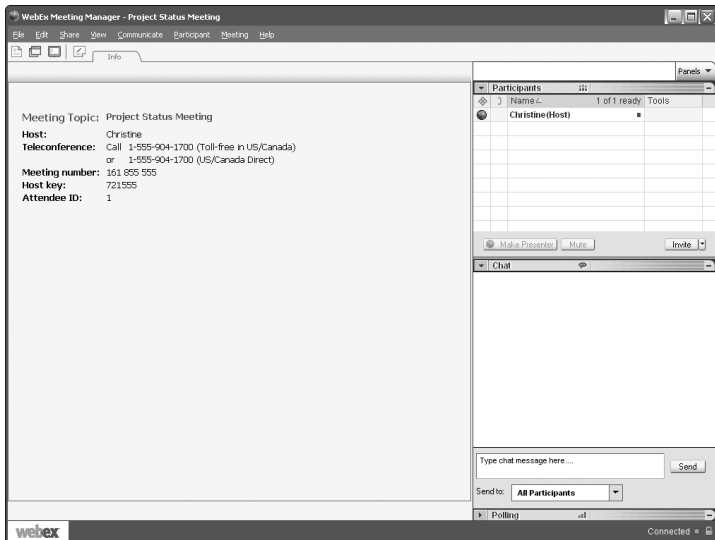 WebEx Meeting Manager - Project Status Meeting
File Edit Share View Communicate Participant Meeting Help
Info
Panels
Participants
Name 1 of 1 ready Tools
Christine(Host)
Meeting Topic: Project Status Meeting
Host: Christine
Teleconference: Call 1-555-904-1700 (Toll-free in US/Canada)
or 1-555-904-1700 (US/Canada Direct)
Meeting number: 161 855 555
Host key: 721555
Attendee ID: 1
Make Presenter Mute Invite
Chat
Type chat message here....
Send
Send to: All Participants
Polling
webex Connected